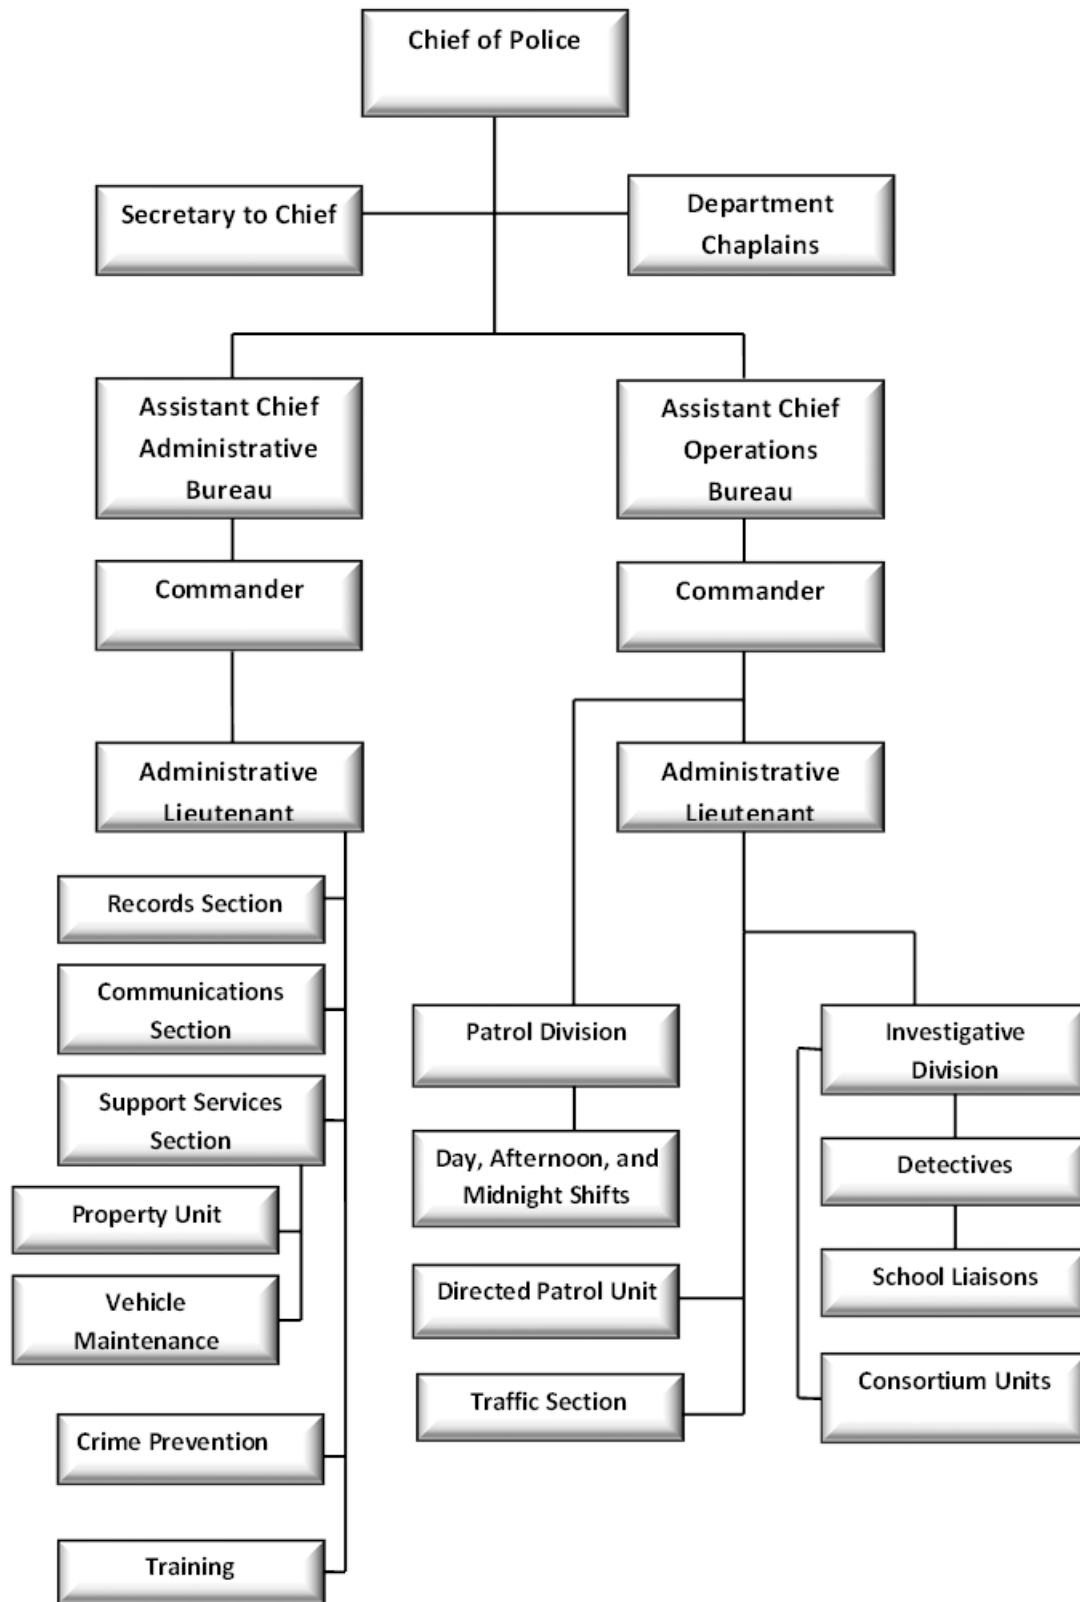 Chief of Police
Secretary to Chief
Department
Chaplains
Assistant Chief
Administrative
Bureau
Assistant Chief
Operations
Bureau
Commander
Commander
Administrative
Lieutenant
Administrative
Lieutenant
Records Section
Communications
Section
Support Services
Section
Property Unit
Vehicle
Maintenance
Crime Prevention
Training
Patrol Division
Day, Afternoon, and
Midnight Shifts
Directed Patrol Unit
Traffic Section
Investigative
Division
Detectives
School Liaisons
Consortium Units